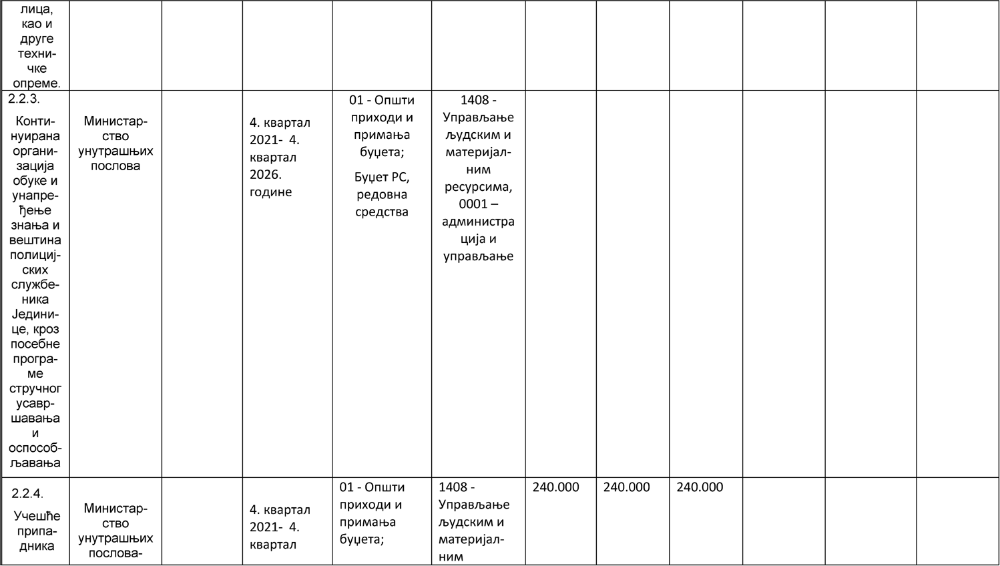 лица,
као и
друге
техни-
чке
опреме.
2.2.3.
Конти-
нуирана
органи-
зација
обуке и
унапре-
ђење
знања и
вештина
полициј-
ских
службе-
ника
Једини-
це, кроз
посебне
програ-
ме
стручног
усавр-
шавања
и
оспособ-
љавања
Министар-
ство
унутрашњих
послова
4. квартал
2021- 4.
квартал
2026.
године
01 - Општи
приходи и
примања
буџета;
Буџет РС,
редовна
средства
1408 -
Управљање
људским и
материјал-
ним
ресурсима,
0001 –
администра
ција и
управљање
2.2.4.
Учешће
припа-
дника
Министар-
ство
унутрашњих
послова-
4. квартал
2021- 4.
квартал
01 - Општи
приходи и
примања
буџета;
1408 -
Управљање
људским и
материјал-
ним
240.000
240.000
240.000